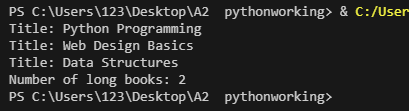 PS C:\Users\123\Desktop\A2  pythonworking> & C:/User
Title: Python Programming
Title: Web Design Basics
Title: Data Structures
Number of long books: 2
PS C:\Users\123\Desktop\A2  pythonworking>